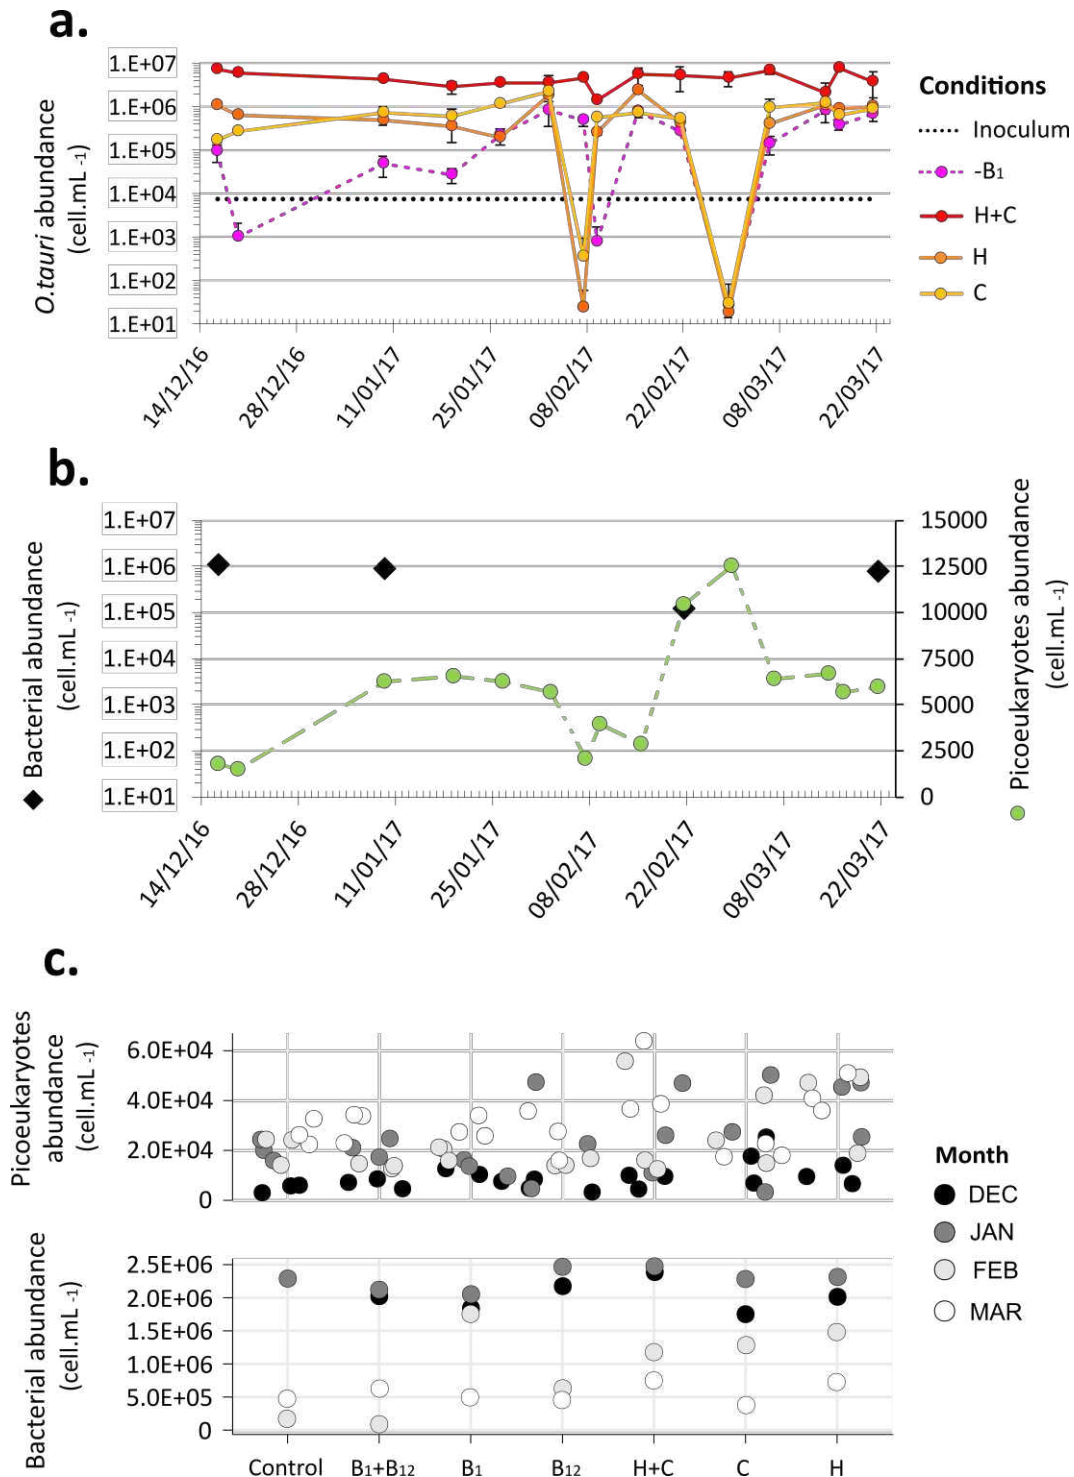 a.
O.tauri abundance
(cell.mL -1)
1.E+07
1.E+06
1.E+05
1.E+04
1.E+03
1.E+02
1.E+01
14/12/16
28/12/16
11/01/17
25/01/17
08/02/17
22/02/17
08/03/17
22/03/17
Conditions
Inoculum
-B1
H+C
H
C
b.
Bacterial abundance
(cell.mL -1)
1.E+07
1.E+06
1.E+05
1.E+04
1.E+03
1.E+02
1.E+01
15000
12500
10000
7500
5000
2500
0
Picoeukaryotes abundance
(cell.mL -1)
14/12/16
28/12/16
11/01/17
25/01/17
08/02/17
22/02/17
08/03/17
22/03/17
c.
Picoeukaryotes
abundance
(cell.mL -1)
6.0E+04
4.0E+04
2.0E+04
0
Bacterial abundance
(cell.mL -1)
2.5E+06
2.0E+06
1.5E+06
1.0E+06
5.0E+05
0
Control
B1+B12
B1
B12
H+C
C
H
Month
DEC
JAN
FEB
MAR